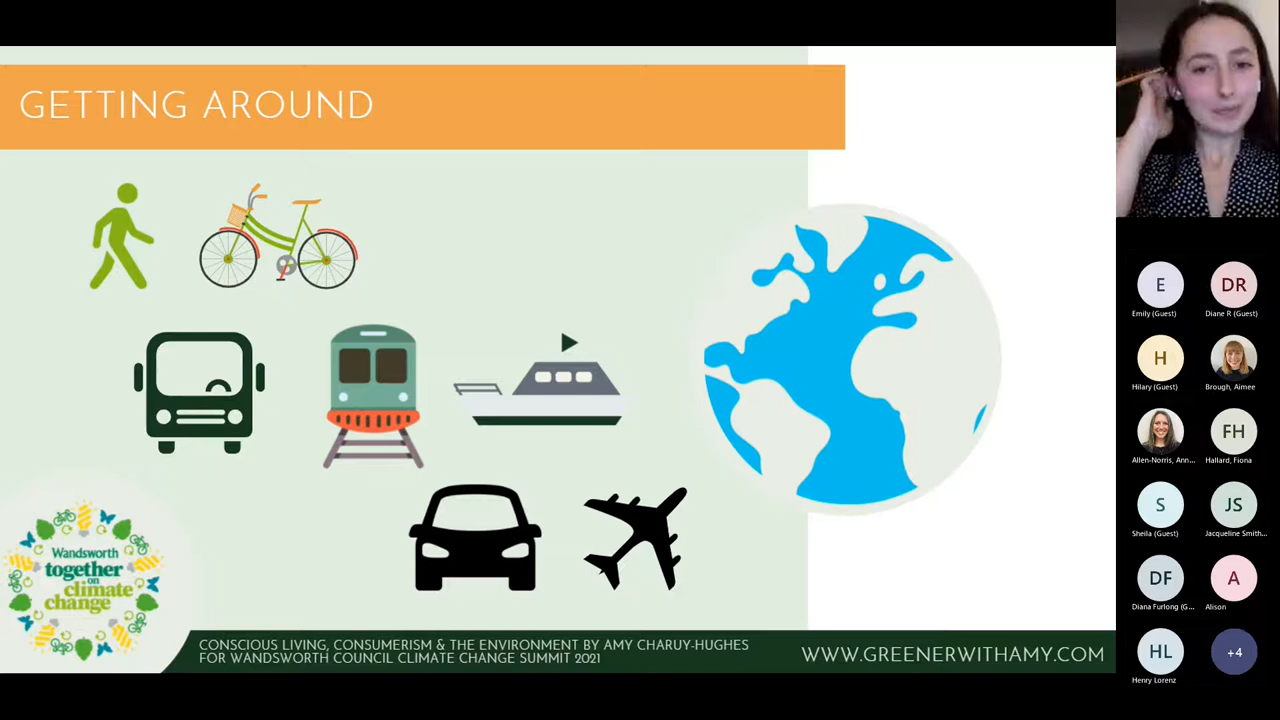 GETTING AROUND
Wandsworth
together
on
climate
change
CONSCIOUS LIVING, CONSUMERISM & THE ENVIRONMENT BY AMY CHARUY-HUGHES
FOR WANDSWORTH COUNCIL CLIMATE CHANGE SUMMIT 2021
WWW.GREENERWITHAMY.COM
E
DR
Emily (Guest)
Diane R (Guest)
H
Hilary (Guest)
Brough, Aimee
FH
Allen-Norris, Ann...
Hallard, Fiona
S
JS
Sheila (Guest)
Jacqueline Smith...
DF
A
Diana Furlong (G...
Alison
HL
+4
Henry Lorenz